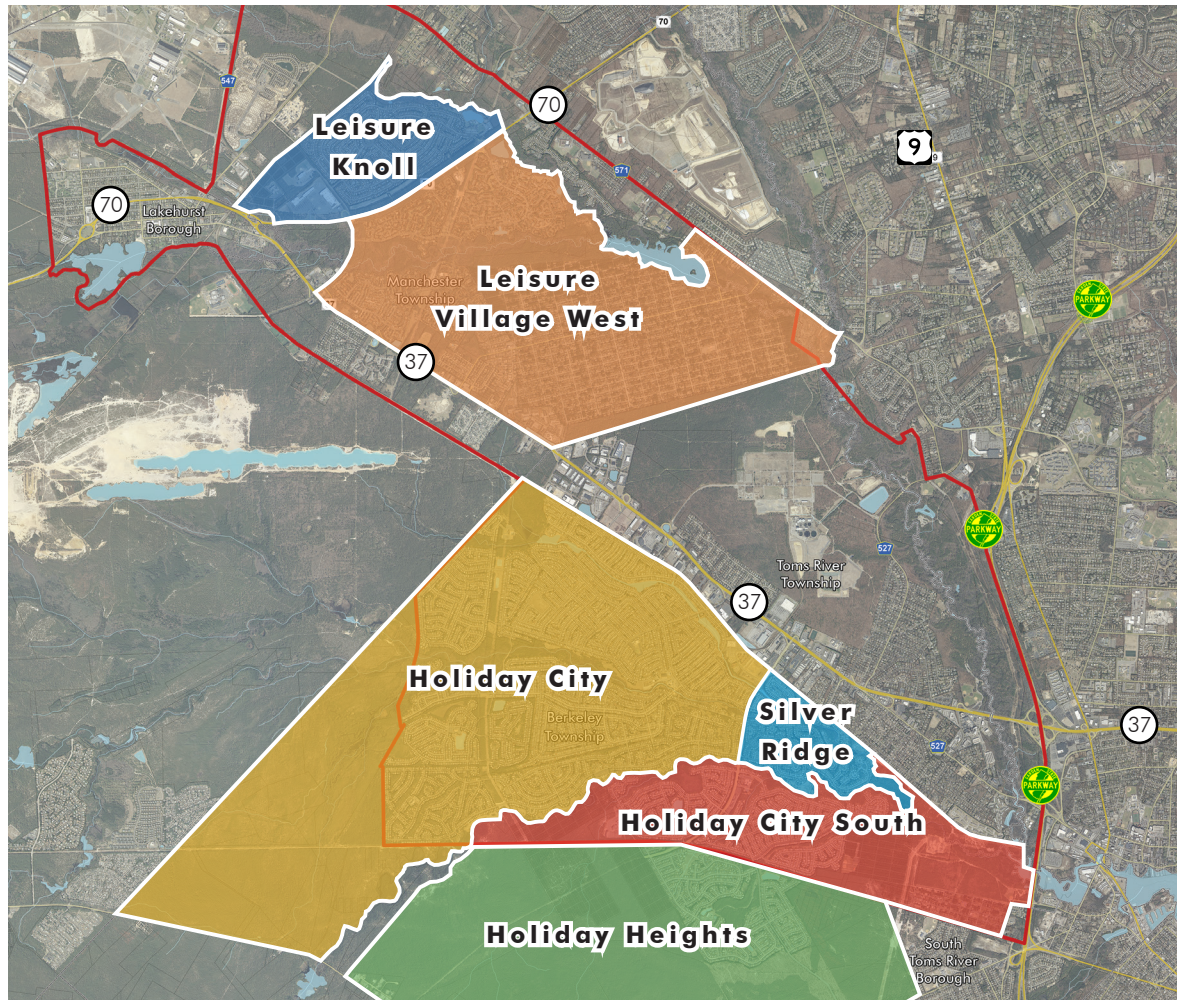 70
547
Leisure
Knoll
70
9
9
571
70
Lakehurst
Borough
Manchester
Township
Leisure
Village West
PARKWAY
37
PARKWAY
527
Toms River
Township
37
Holiday City
Berkeley
Township
Silver
Ridge
37
527
PARKWAY
Holiday City South
Holiday Heights
South
Toms River
Borough